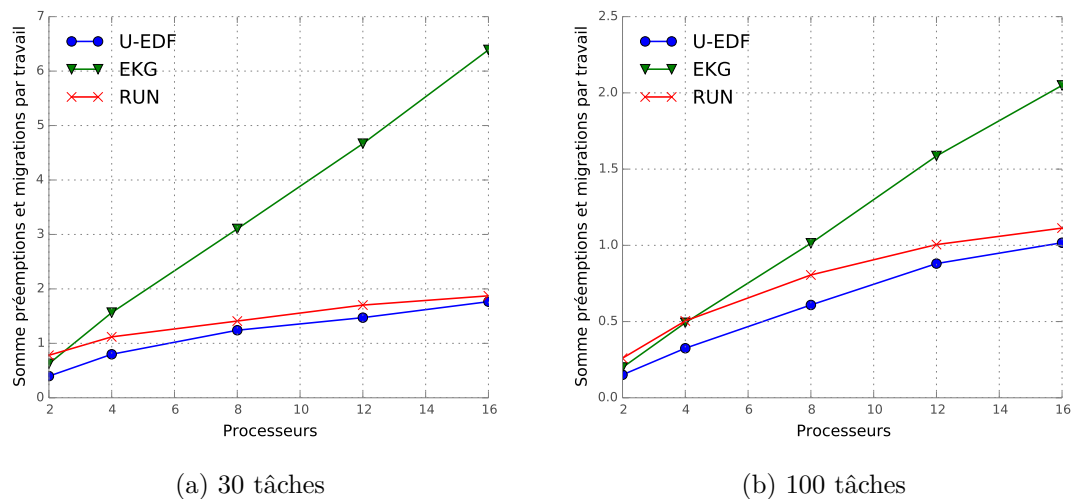 Somme préemptions et migrations par travail
7
6
5
4
3
2
1
0
U-EDF
EKG
RUN
2 4 6 8 10 12 14 16
Processeurs
(a) 30 tâches
Somme préemptions et migrations par travail
2.5
2.0
1.5
1.0
0.5
0.0
U-EDF
EKG
RUN
2 4 6 8 10 12 14 16
Processeurs
(b) 100 tâches